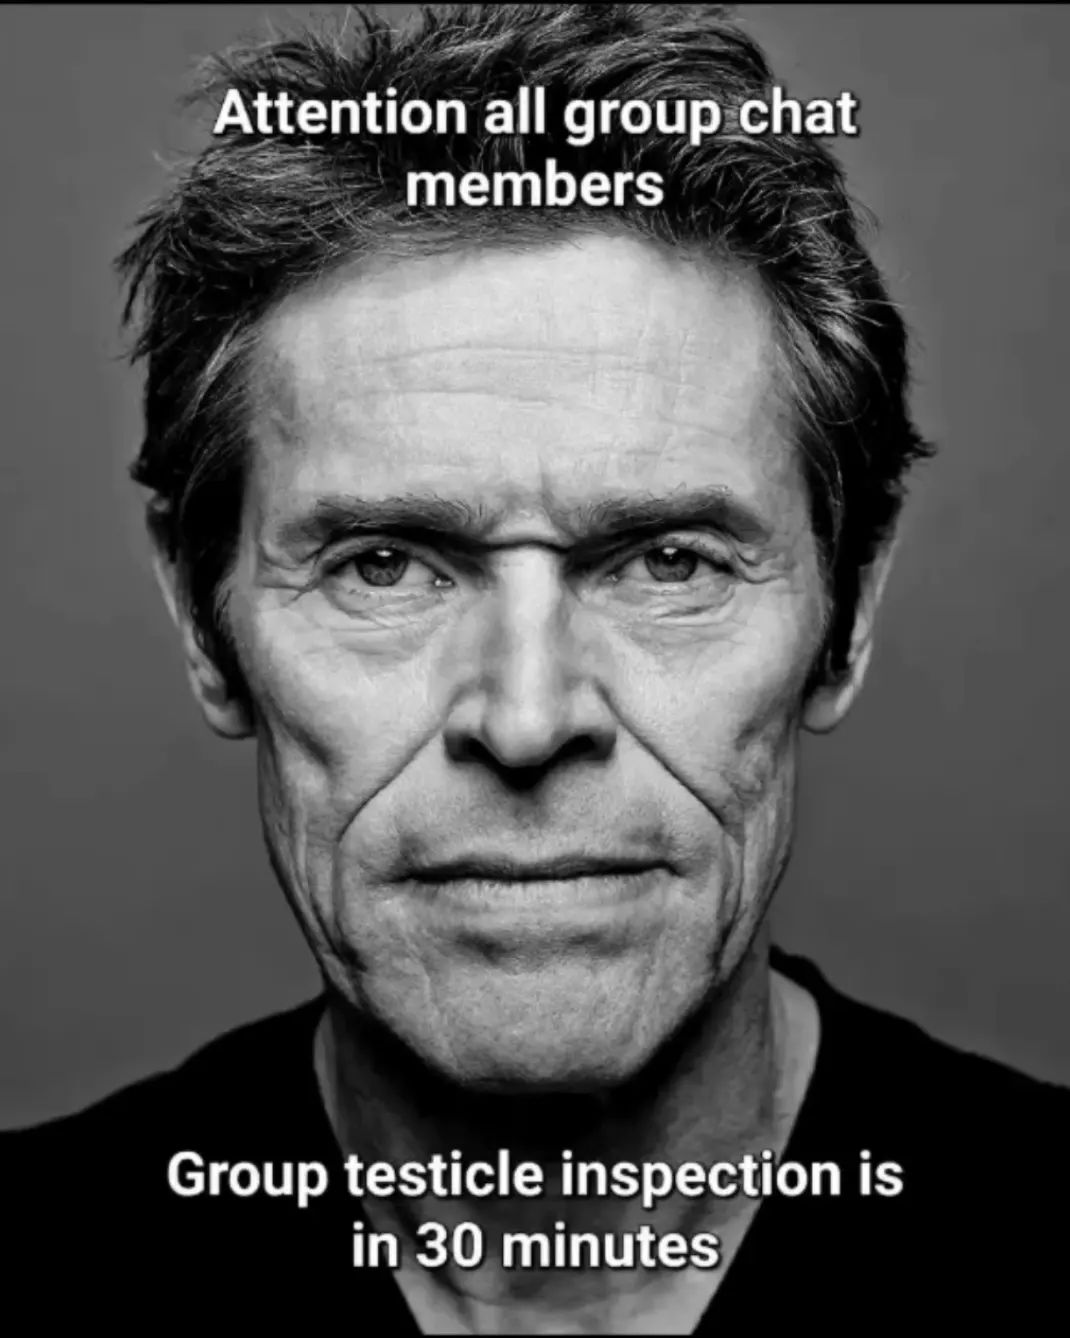 Attention all group chat
members
Group testicle inspection is
in 30 minutes